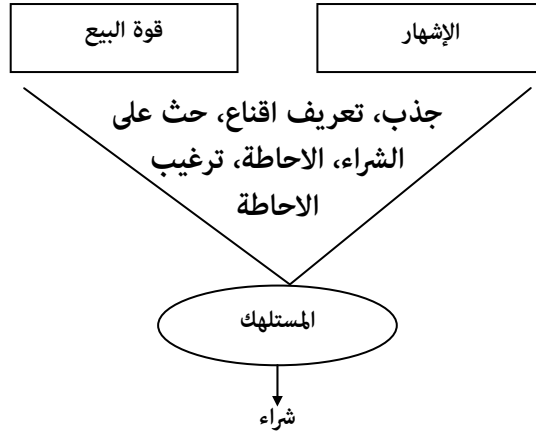 الإشهار
قوة البيع
جذب، تعريف اقناع، حث على
الشراء، الاحاطة، ترغيب
الاحاطة
المستلهك
شراء